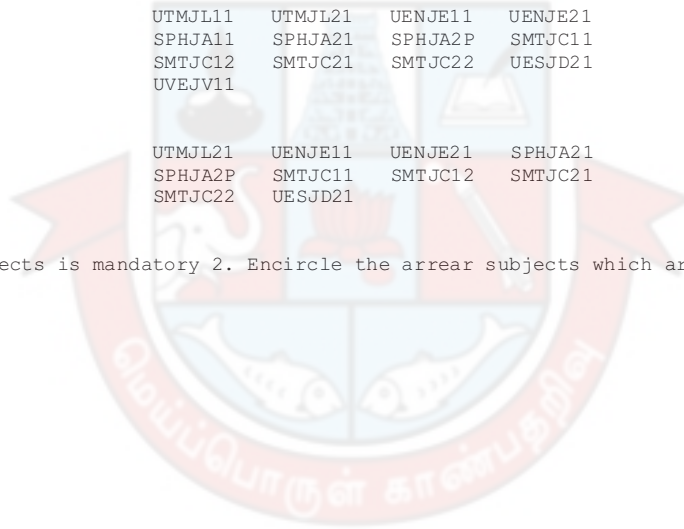 UTMJL11 UTMJL21 UENJE11 UENJE21
SPHJA11 SPHJA21 SPHJA2P SMTJC11
SMTJC12 SMTJC21 SMTJC22 UESJD21
UVEJV11
UTMJL21 UENJE11 UENJE21 SPHJA21
SPHJA2P SMTJC11 SMTJC12 SMTJC21
SMTJC22 UESJD21
ects is mandatory 2. Encircle the arrear subjects which ar
மெய்ப்பொருள் காண்பதறிவு